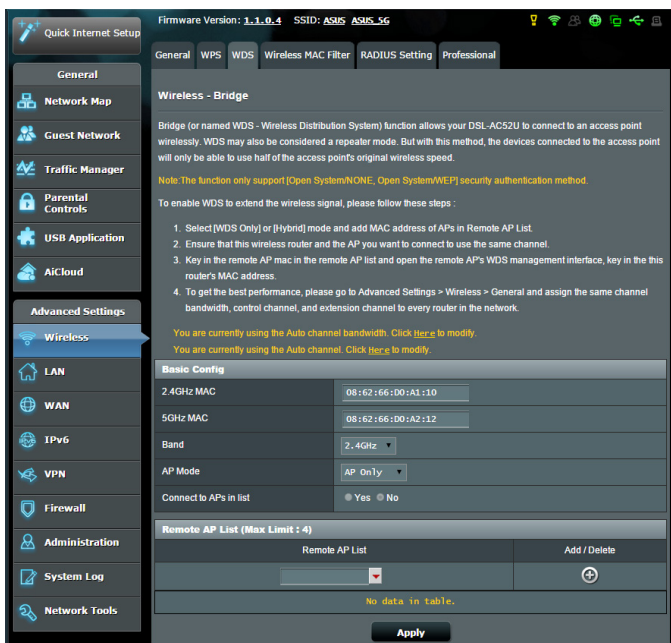 Quick Internet Setup
Firmware Version: 1.1.0.4 SSID: ASUS ASUS_5G
General WPS WDS Wireless MAC Filter RADIUS Setting Professional
General
Network Map
Guest Network
Traffic Manager
Parental
Controls
USB Application
AiCloud
Advanced Settings
Wireless
LAN
WAN
IPv6
VPN
Firewall
Administration
System Log
Network Tools
Wireless - Bridge
Bridge (or named WDS - Wireless Distribution System) function allows your DSL-AC52U to connect to an access point
wirelessly. WDS may also be considered a repeater mode. But with this method, the devices connected to the access point
will only be able to use half of the access point's original wireless speed.
Note:The function only support [Open System/NONE, Open System/WEP] security authentication method.
To enable WDS to extend the wireless signal, please follow these steps :
1. Select [WDS Only] or [Hybrid] mode and add MAC address of APs in Remote AP List.
2. Ensure that this wireless router and the AP you want to connect to use the same channel.
3. Key in the remote AP mac in the remote AP list and open the remote AP's WDS management interface, key in the this
router's MAC address.
4. To get the best performance, please go to Advanced Settings > Wireless > General and assign the same channel
bandwidth, control channel, and extension channel to every router in the network.
You are currently using the Auto channel bandwidth. Click Here to modify.
You are currently using the Auto channel. Click Here to modify.
Basic Config
2.4GHz MAC 08:62:66:D0:A1:10
5GHz MAC 08:62:66:D0:A2:12
Band 2.4GHz
AP Mode AP Only
Connect to APs in list Yes No
Remote AP List (Max Limit : 4)
Remote AP List Add / Delete
No data in table.
Apply